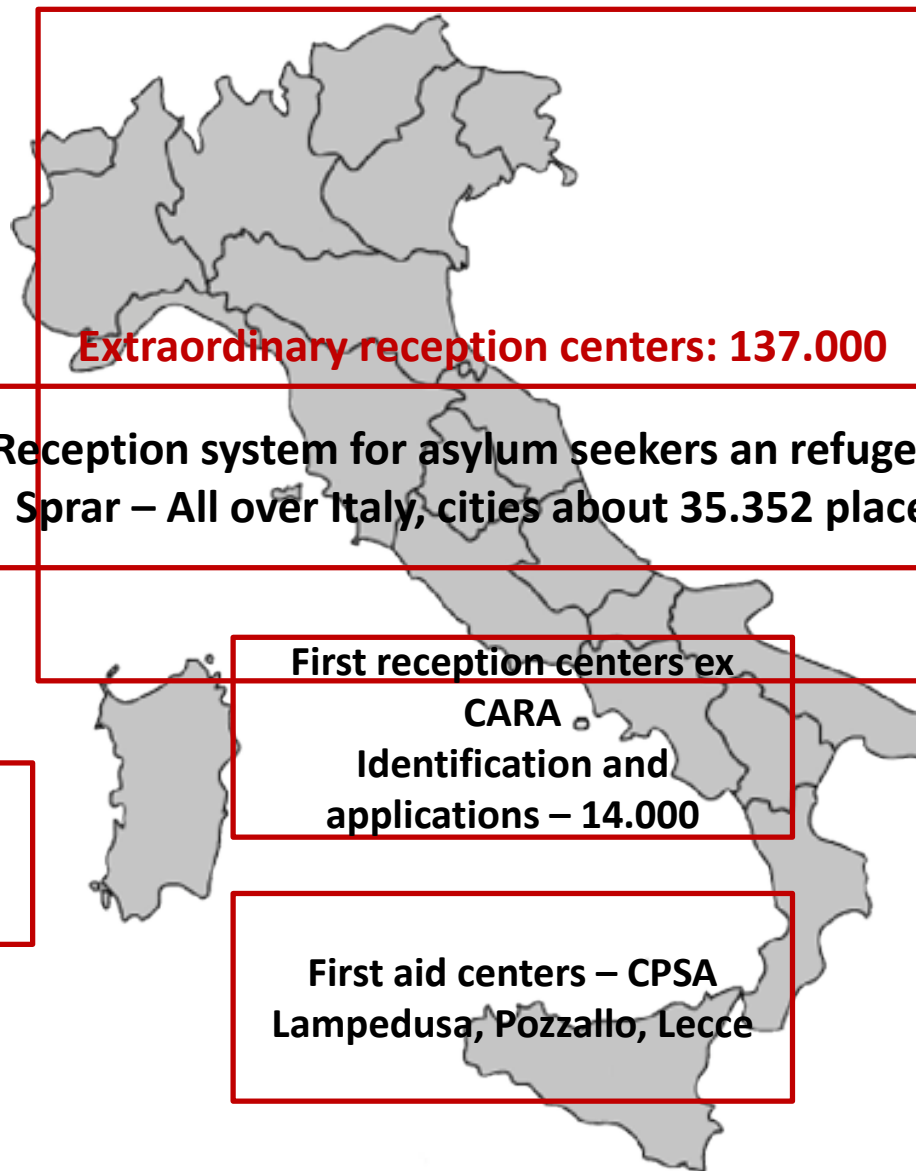 Extraordinary reception centers: 137.000
Reception system for asylum seekers an refuge
Sprar – All over Italy, cities about 35.352 place
First reception centers ex
CARA
Identification and
applications – 14.000
First aid centers – CPSA
Lampedusa, Pozzallo, Lecce